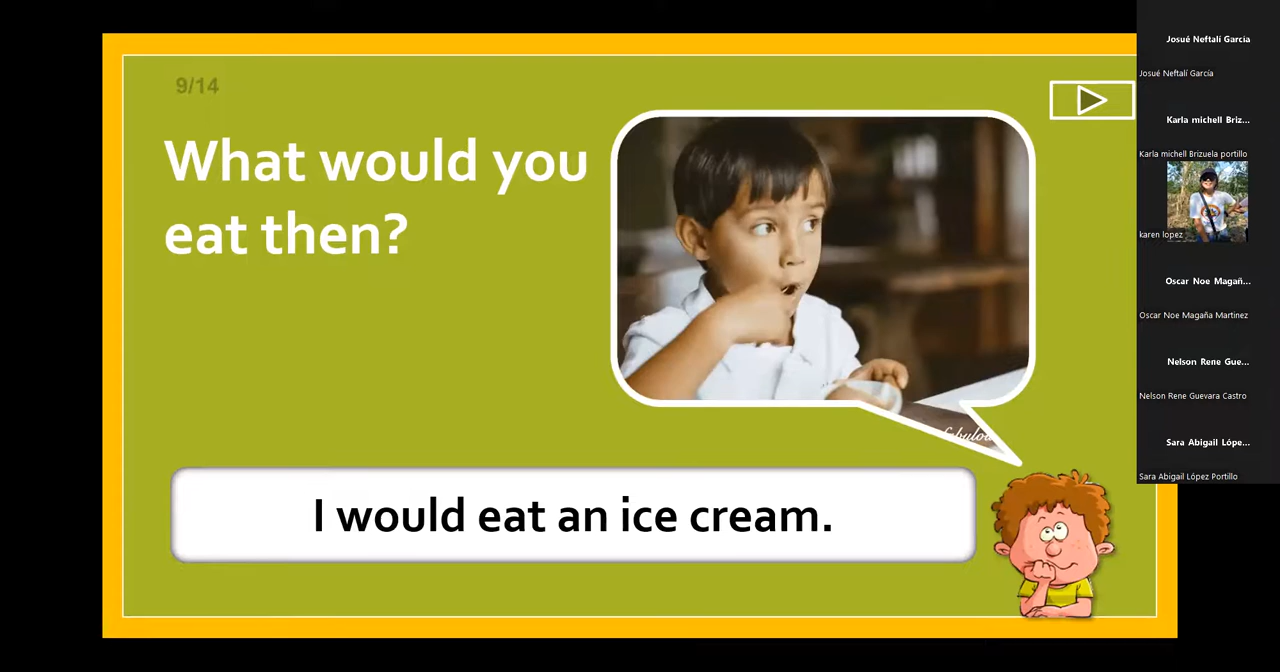 9/14
What would you
eat then?
I would eat an ice cream.
Josué Neftalí García
Josué Neftalí García
Karla michell Briz...
Karla michell Brizuela portillo
karen lopez
Oscar Noe Magañ...
Oscar Noe Magaña Martinez
Nelson Rene Gue...
Nelson Rene Guevara Castro
Sara Abigail Lópe...
Sara Abigail López Portillo